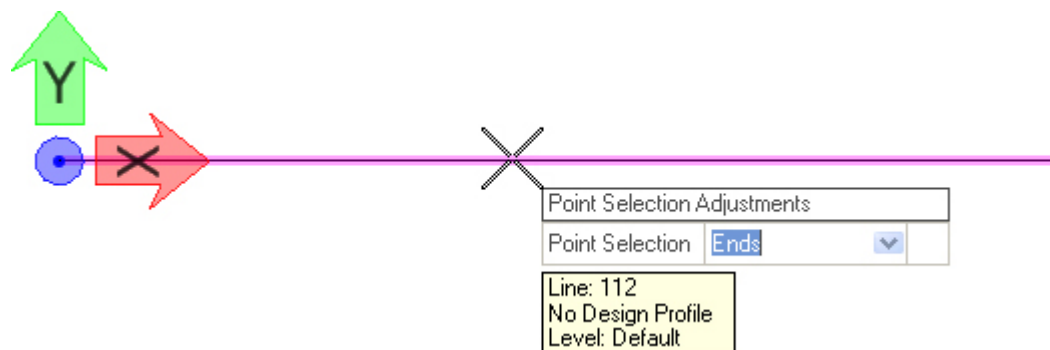 Y
X
Point Selection Adjustments
Point Selection Ends
Line: 112
No Design Profile
Level: Default